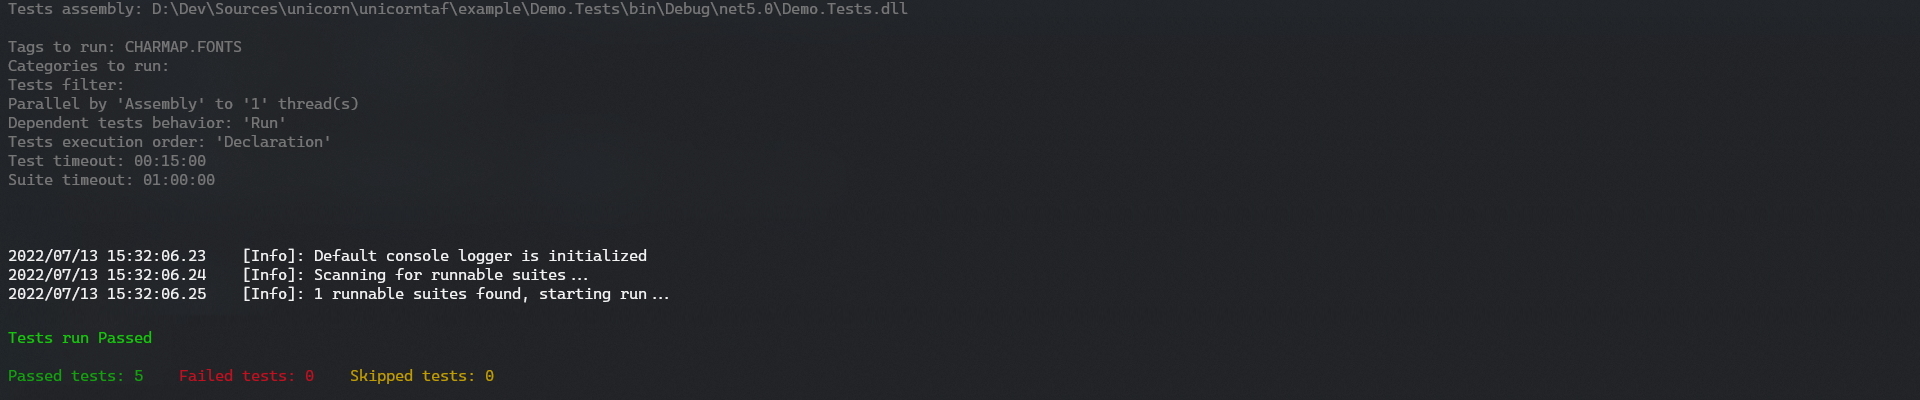 Tests assembly: D:\Dev\Sources\unicorn\unicorntaf\example\Demo.Tests\bin\Debug\net5.0\Demo.Tests.dll
Tags to run: CHARMAP.FONTS
Categories to run:
Tests filter:
Parallel by 'Assembly' to '1' thread(s)
Dependent tests behavior: 'Run'
Tests execution order: 'Declaration'
Test timeout: 00:15:00
Suite timeout: 01:00:00
2022/07/13 15:32:06.23    [Info]: Default console logger is initialized
2022/07/13 15:32:06.24    [Info]: Scanning for runnable suites...
2022/07/13 15:32:06.25    [Info]: 1 runnable suites found, starting run...
Tests run Passed
Passed tests: 5    Failed tests: 0    Skipped tests: 0